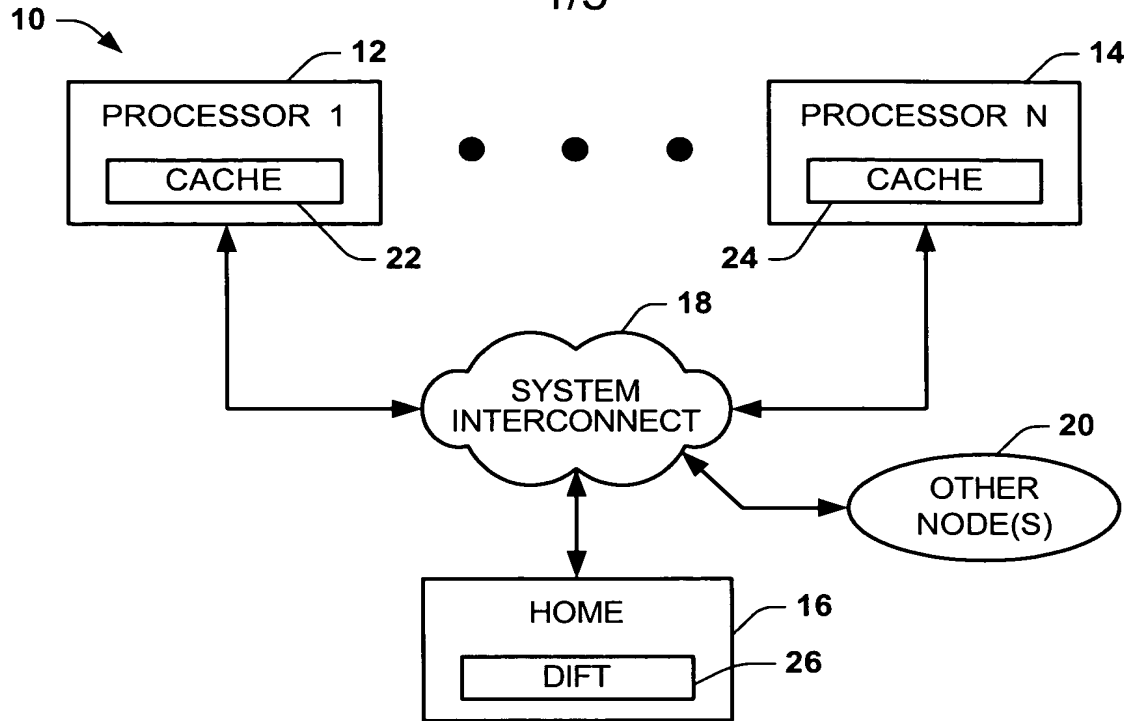 10
12
14
PROCESSOR 1
PROCESSOR N
CACHE
CACHE
22
24
18
SYSTEM
INTERCONNECT
20
OTHER
NODE(S)
HOME
16
DIFT
26